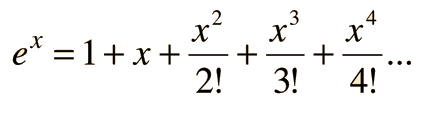 e^x = 1 + x + x^2/2! + x^3/3! + x^4/4! ...